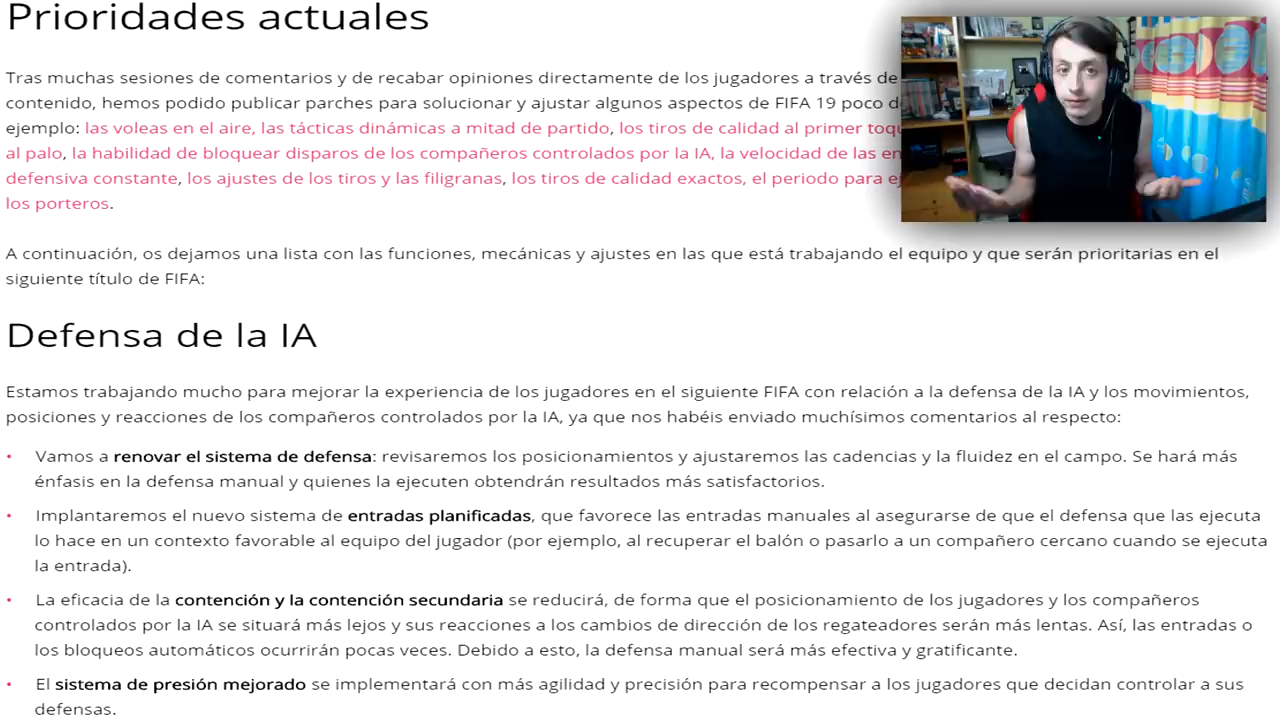 Prioridades actuales
Tras muchas sesiones de comentarios y de recabar opiniones directamente de los jugadores a través de
contenido, hemos podido publicar parches para solucionar y ajustar algunos aspectos de FIFA 19 poco
ejemplo: las voleas en el aire, las tácticas dinámicas a mitad de partido, los tiros de calidad al primer
al palo, la habilidad de bloquear disparos de los compañeros controlados por la IA, la velocidad de las
defensiva constante, los ajustes de los tiros y las filigranas, los tiros de calidad exactos, el periodo para
los porteros.
A continuación, os dejamos una lista con las funciones, mecánicas y ajustes en las que está trabajando el equipo y que serán prioritarias en el
siguiente título de FIFA:
Defensa de la IA
Estamos trabajando mucho para mejorar la experiencia de los jugadores en el siguiente FIFA con relación a la defensa de la IA y los movimientos,
posiciones y reacciones de los compañeros controlados por la IA, ya que nos habéis enviado muchísimos comentarios al respecto:
• Vamos a renovar el sistema de defensa: revisaremos los posicionamientos y ajustaremos las cadencias y la fluidez en el campo. Se hará más
énfasis en la defensa manual y quienes la ejecuten obtendrán resultados más satisfactorios.
• Implantaremos el nuevo sistema de entradas planificadas, que favorece las entradas manuales al asegurarse de que el defensa que las ejecuta
lo hace en un contexto favorable al equipo del jugador (por ejemplo, al recuperar el balón o pasarlo a un compañero cercano cuando se ejecuta
la entrada).
• La eficacia de la contención y la contención secundaria se reducirá, de forma que el posicionamiento de los jugadores y los compañeros
controlados por la IA se situará más lejos y sus reacciones a los cambios de dirección de los regateadores serán más lentas. Así, las entradas o
los bloqueos automáticos ocurrirán pocas veces. Debido a esto, la defensa manual será más efectiva y gratificante.
• El sistema de presión mejorado se implementará con más agilidad y precisión para recompensar a los jugadores que decidan controlar a sus
defensas.